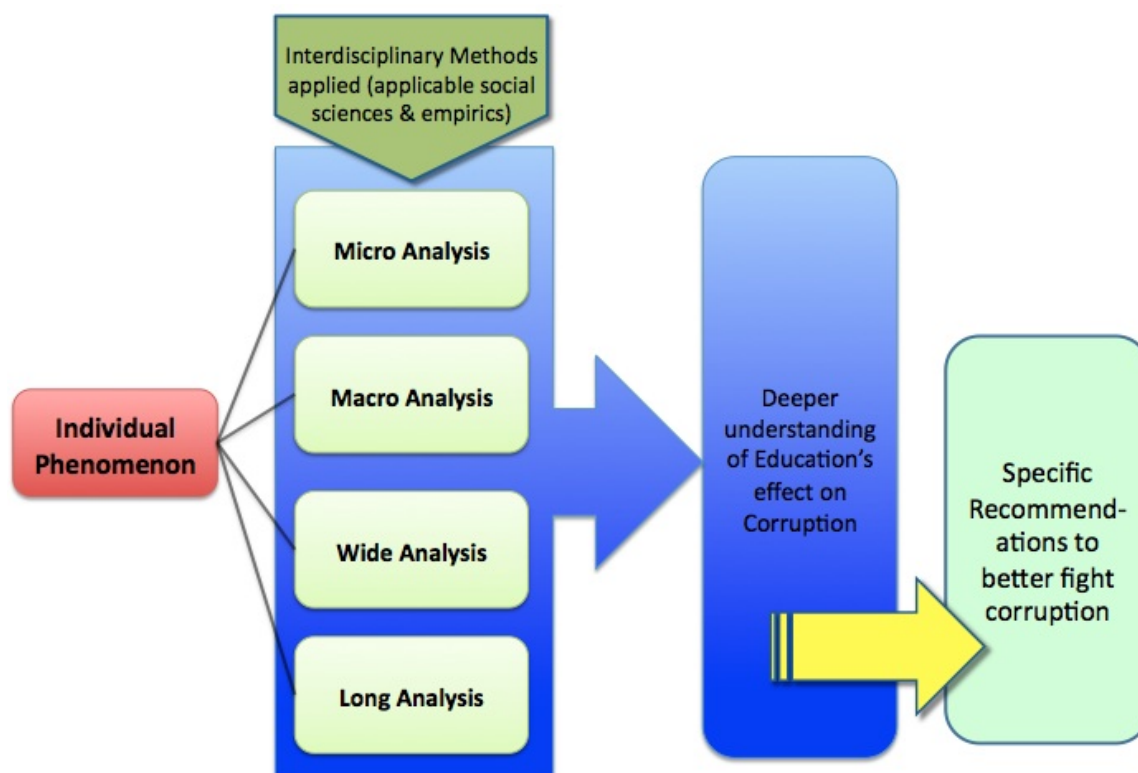 Interdisciplinary Methods
applied (applicable social
sciences & empirics)
Micro Analysis
Macro Analysis
Individual
Phenomenon
Wide Analysis
Long Analysis
Deeper
understanding
of Education’s
effect on
Corruption
Specific
Recommend-
ations to
better fight
corruption